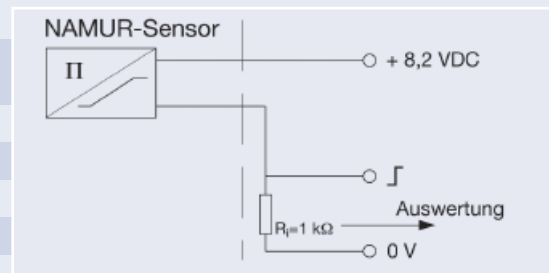 NAMUR-Sensor
Π
+ 8,2 VDC
Auswertung
Ri=1 kΩ
0 V